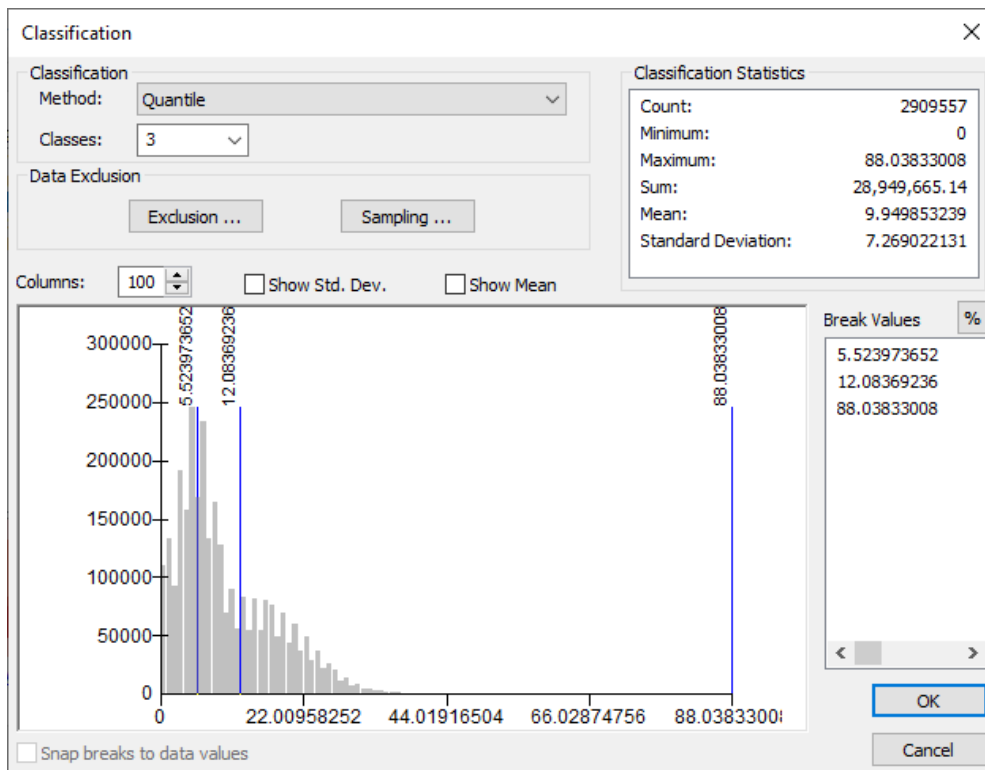 Classification
Classification
Method: Quantile
Classes: 3
Data Exclusion
Exclusion ...
Sampling ...
Classification Statistics
Count: 2909557
Minimum: 0
Maximum: 88.03833008
Sum: 28,949,665.14
Mean: 9.949853239
Standard Deviation: 7.269022131
Columns: 100 Show Std. Dev. Show Mean
Break Values %
5.523973652
12.08369236
88.03833008
5.523973652
12.08369236
88.03833008
300000
250000
200000
150000
100000
50000
0
0 22.00958252 44.01916504 66.02874756 88.03833008
OK
Cancel
Snap breaks to data values